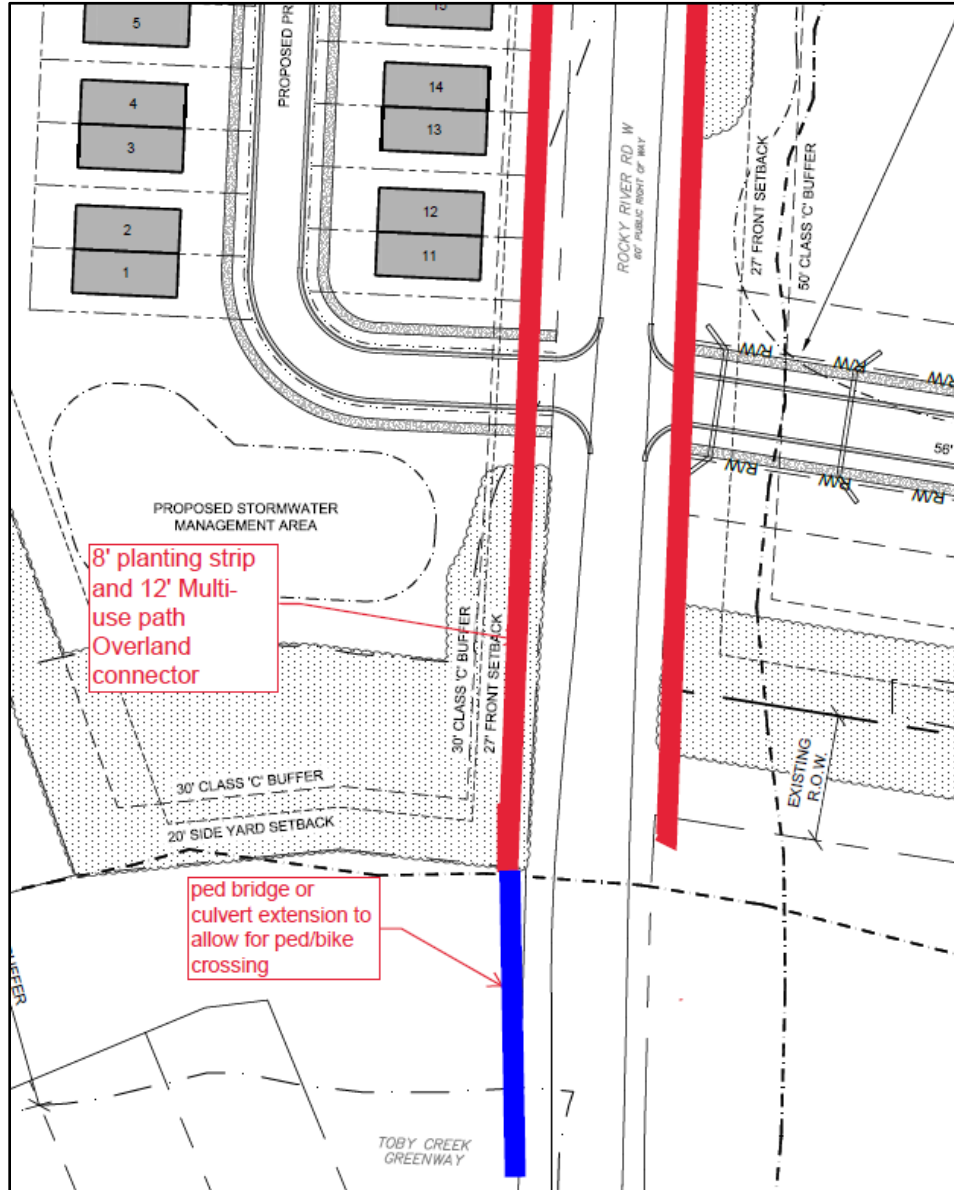 15
5
PROPOSED PR
4
14
3
13
ROCKY RIVER RD W
60' PUBLIC RIGHT OF WAY
27' FRONT SETBACK
50' CLASS 'C' BUFFER
2
12
1
11
R/W
R/W
R/W
56'
R/W
R/W
R/W
PROPOSED STORMWATER
MANAGEMENT AREA
8' planting strip
and 12' Multi-
use path
Overland
connector
30' CLASS 'C' BUFFER
27' FRONT SETBACK
30' CLASS 'C' BUFFER
20' SIDE YARD SETBACK
EXISTING
R.O.W.
ped bridge or
culvert extension to
allow for ped/bike
crossing
UFFER
TOBY CREEK
GREENWAY